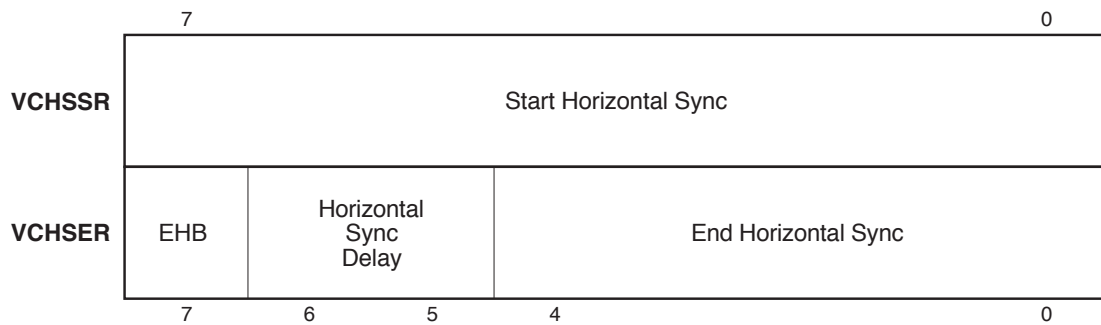 7 0
VCHSSR Start Horizontal Sync
VCHSER EHB Horizontal Sync Delay End Horizontal Sync
7 6 5 4 0